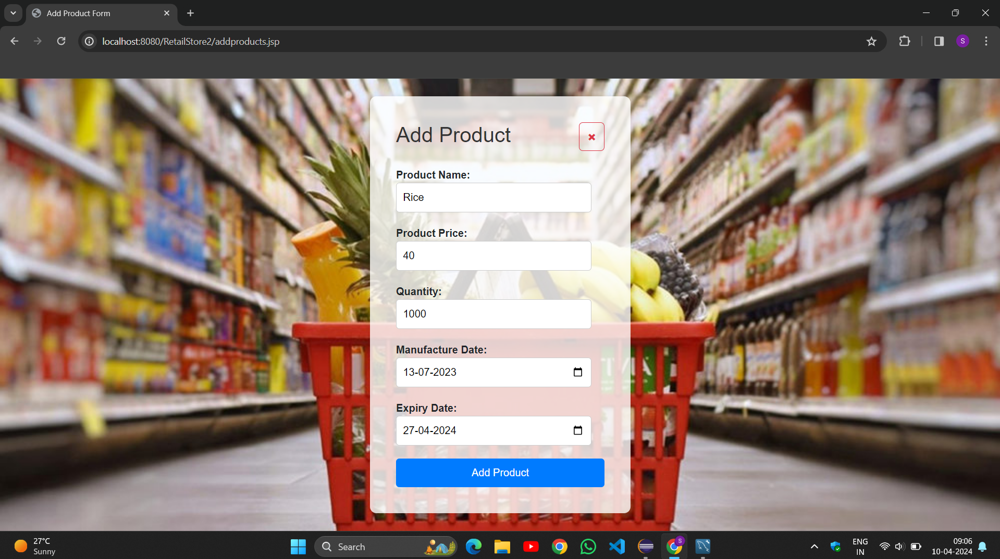 Add Product Form
localhost:8080/RetailStore2/addproducts.jsp
S
Add Product
Product Name:
Rice
Product Price:
40
Quantity:
1000
Manufacture Date:
13-07-2023
Expiry Date:
27-04-2024
Add Product
27°C
Sunny
Search
S
ENG
IN
09:06
10-04-2024